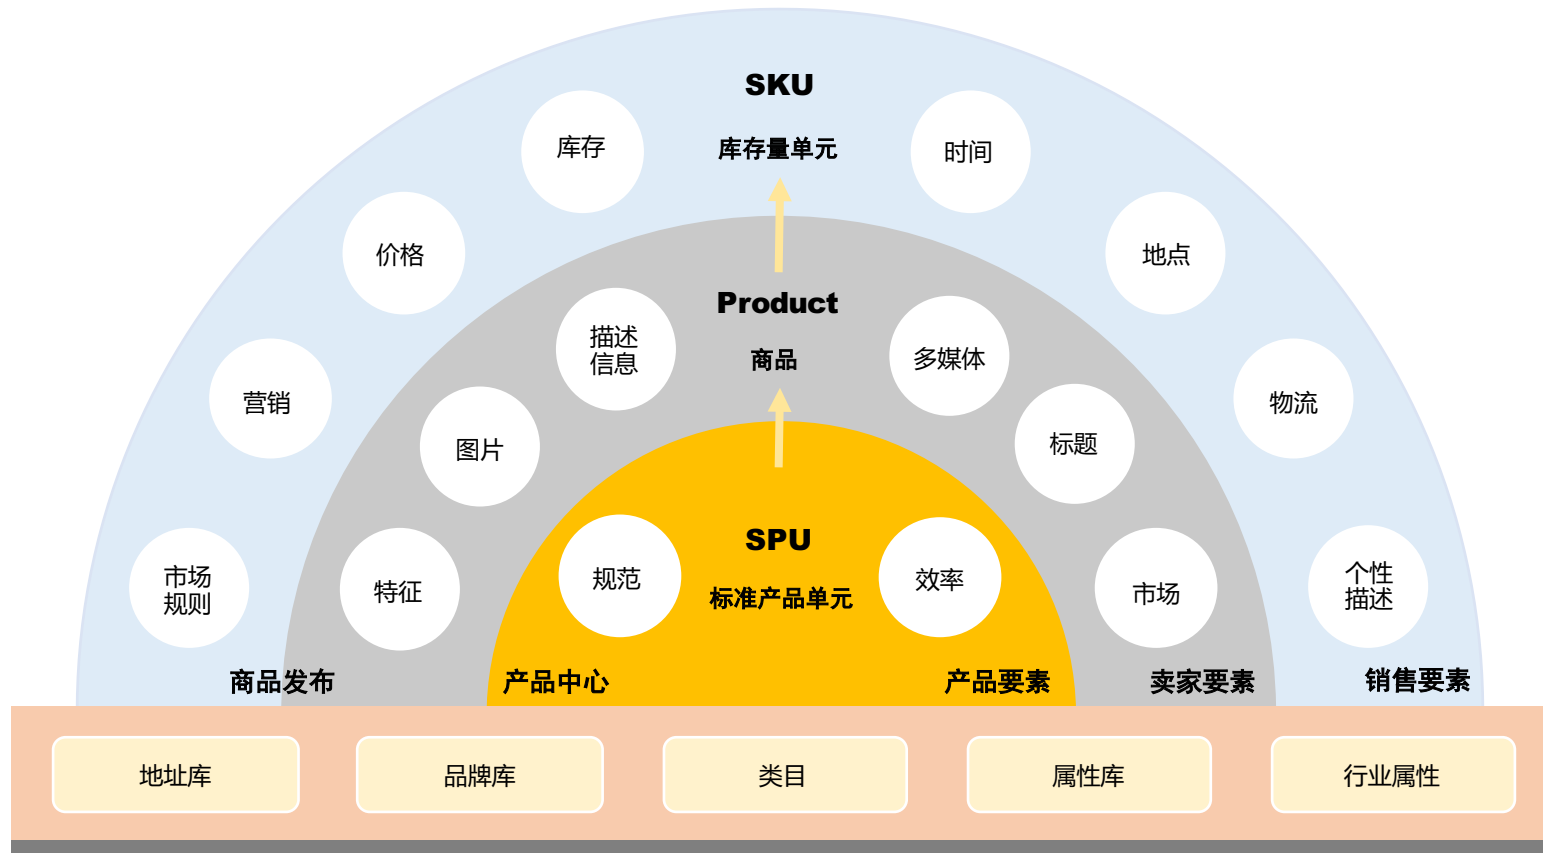 SKU
库存量单元
库存
时间
价格
地点
营销
物流
市场
规则
个性
描述
Product
商品
描述
信息
多媒体
图片
标题
特征
市场
SPU
标准产品单元
规范
效率
商品发布
产品中心
产品要素
卖家要素
销售要素
地址库
品牌库
类目
属性库
行业属性